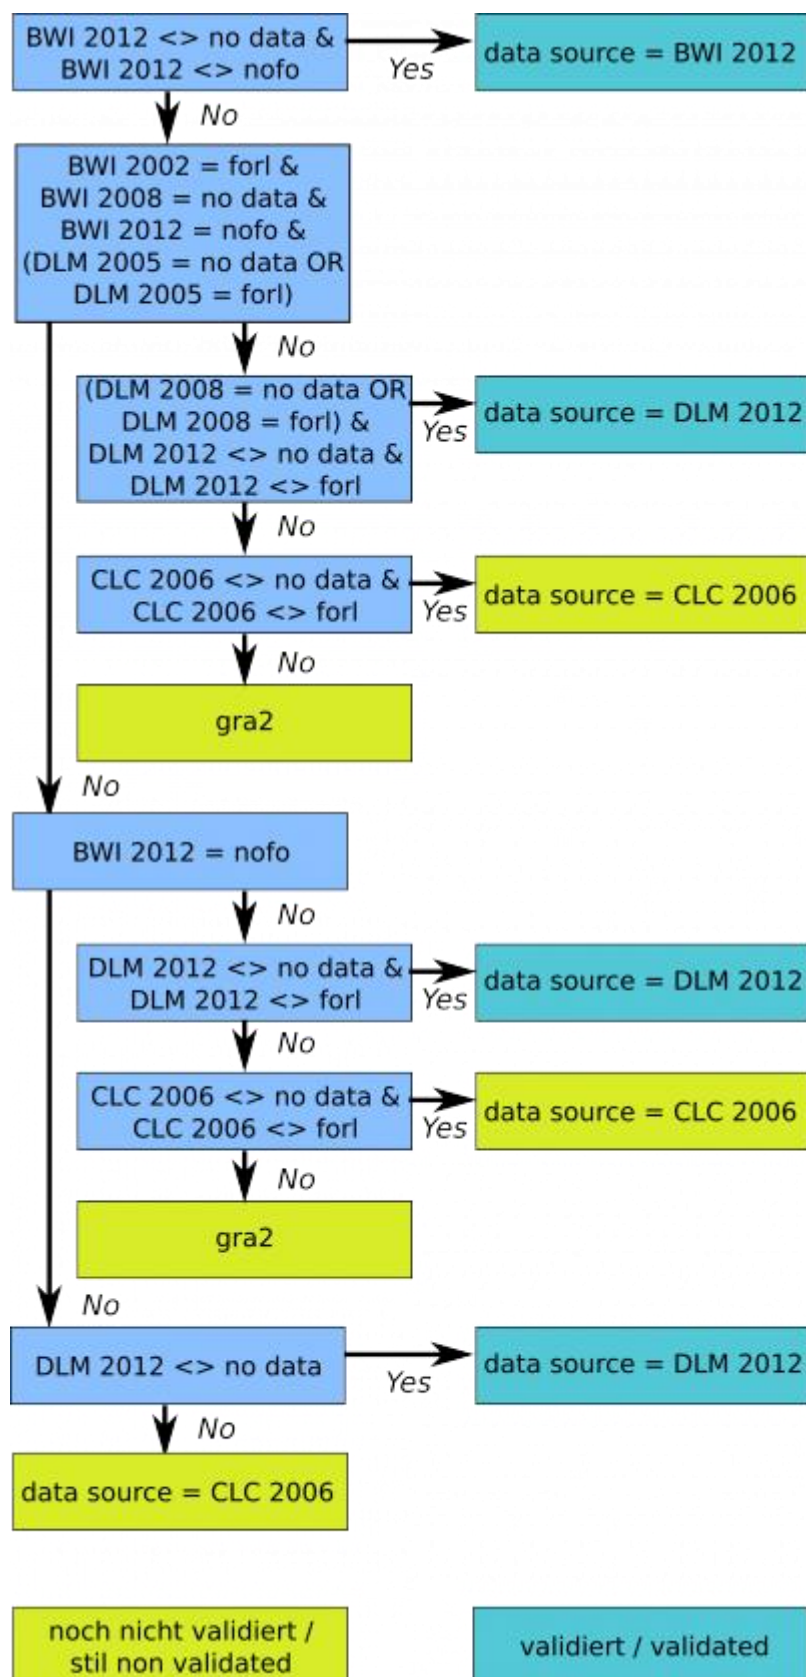 BWI 2012 <> no data &
BWI 2012 <> nofo
Yes
data source = BWI 2012
No
BWI 2002 = forl &
BWI 2008 = no data &
BWI 2012 = nofo &
(DLM 2005 = no data OR
DLM 2005 = forl)
No
(DLM 2008 = no data OR
DLM 2008 = forl) &
DLM 2012 <> no data &
DLM 2012 <> forl
Yes
data source = DLM 2012
No
CLC 2006 <> no data &
CLC 2006 <> forl
Yes
data source = CLC 2006
No
gra2
No
BWI 2012 = nofo
No
DLM 2012 <> no data &
DLM 2012 <> forl
Yes
data source = DLM 2012
No
CLC 2006 <> no data &
CLC 2006 <> forl
Yes
data source = CLC 2006
No
gra2
No
DLM 2012 <> no data
Yes
data source = DLM 2012
No
data source = CLC 2006
noch nicht validiert /
stil non validated
validiert / validated